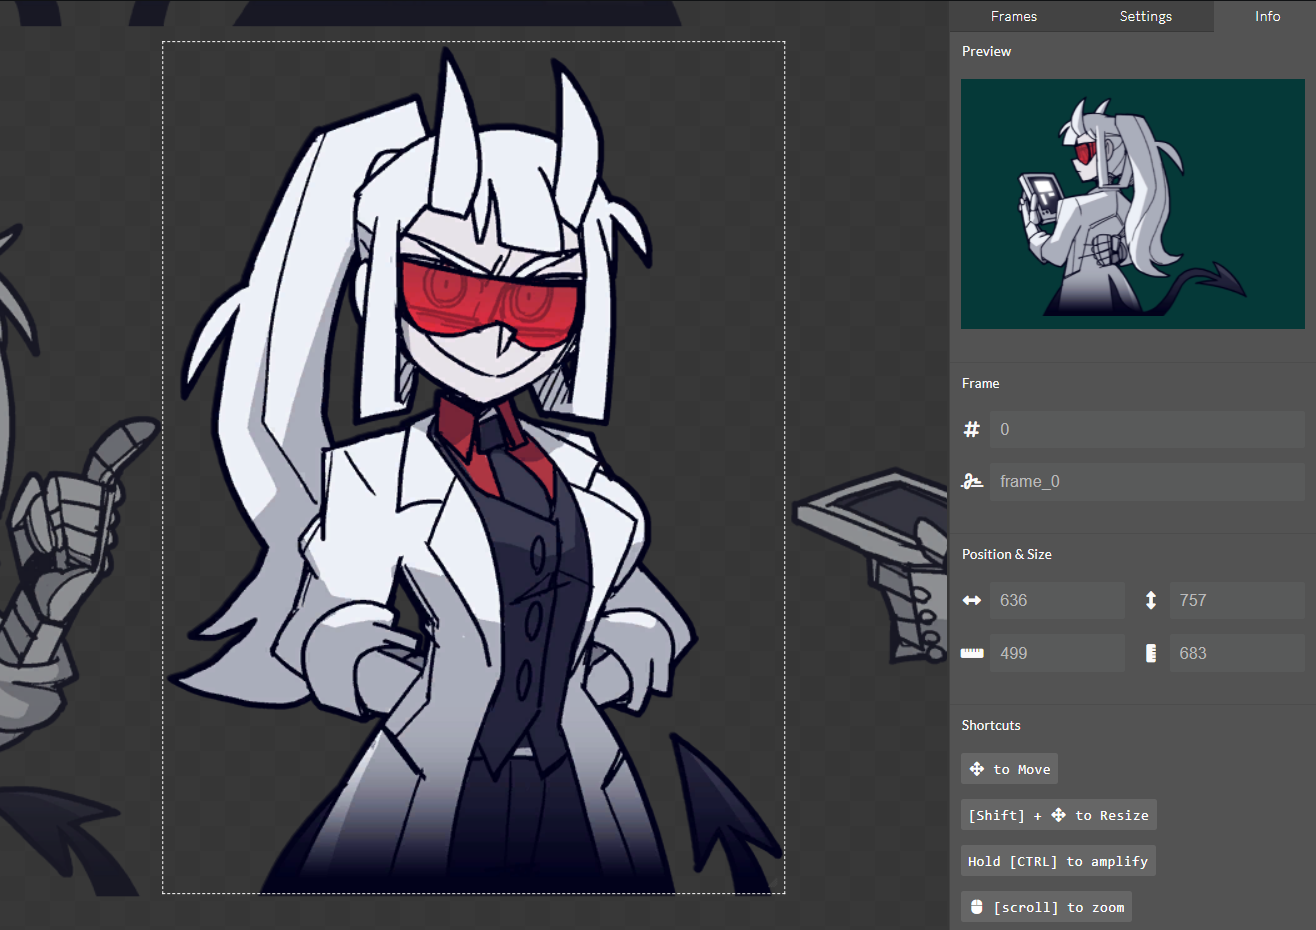 Frames Settings Info
Preview
Frame
# 0
frame_0
Position & Size
636 757
499 683
Shortcuts
to Move
[Shift] + to Resize
Hold [CTRL] to amplify
[scroll] to zoom